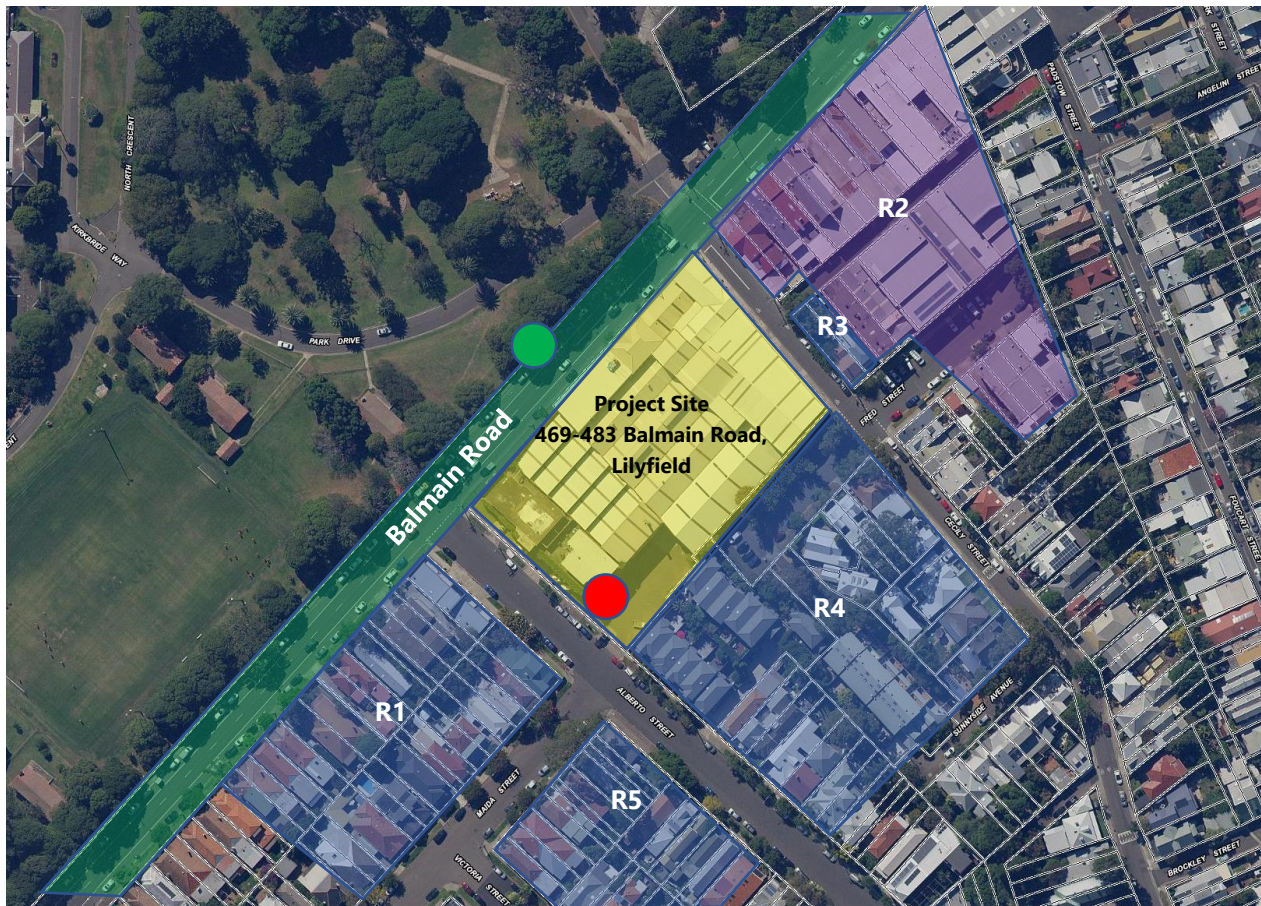 PADSTOW STREET
ANGELINI STREET
NORTH CRESCENT
KIRKBRIDE WAY
R2
PARK DRIVE
R3
Project Site
469-483 Balmain Road,
Lilyfield
FRED STREET
Balmain Road
CECILY STREET
FOUCART STREET
R4
ALBERTO STREET
SUNNYSIDE AVENUE
R1
MAIDA STREET
R5
VICTORIA STREET
BROCKLEY STREET